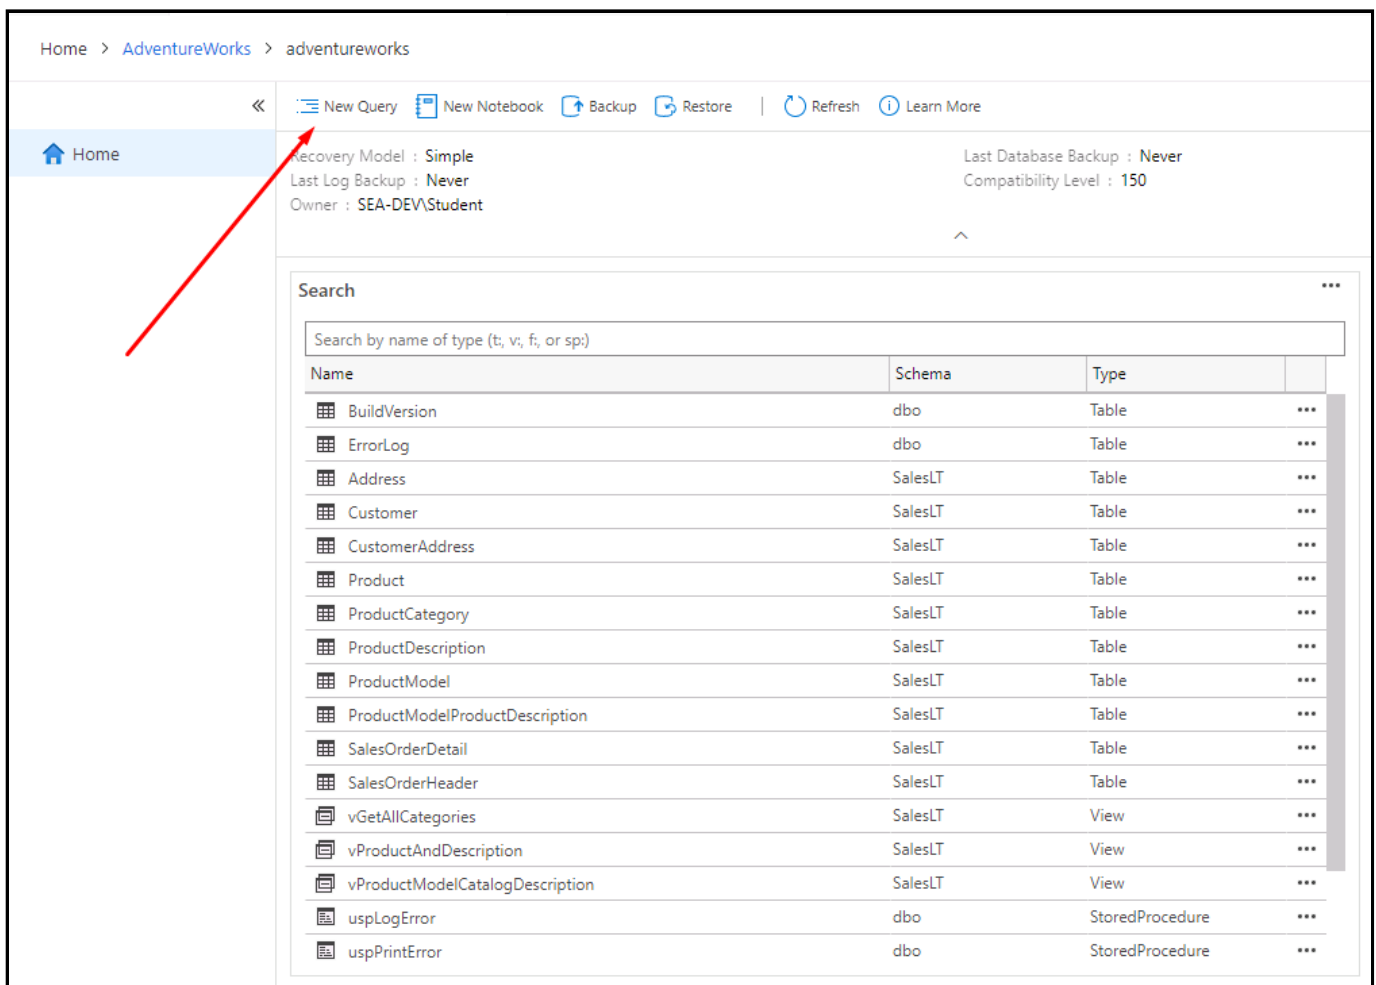 Home > AdventureWorks > adventureworks
« New Query New Notebook Backup Restore | Refresh Learn More
Home
Recovery Model : Simple Last Database Backup : Never
Last Log Backup : Never Compatibility Level : 150
Owner : SEA-DEV\Student
Search
Search by name of type (t:, v:, f:, or sp:)
Name Schema Type
BuildVersion dbo Table
ErrorLog dbo Table
Address SalesLT Table
Customer SalesLT Table
CustomerAddress SalesLT Table
Product SalesLT Table
ProductCategory SalesLT Table
ProductDescription SalesLT Table
ProductModel SalesLT Table
ProductModelProductDescription SalesLT Table
SalesOrderDetail SalesLT Table
SalesOrderHeader SalesLT Table
vGetAllCategories SalesLT View
vProductAndDescription SalesLT View
vProductModelCatalogDescription SalesLT View
uspLogError dbo StoredProcedure
uspPrintError dbo StoredProcedure